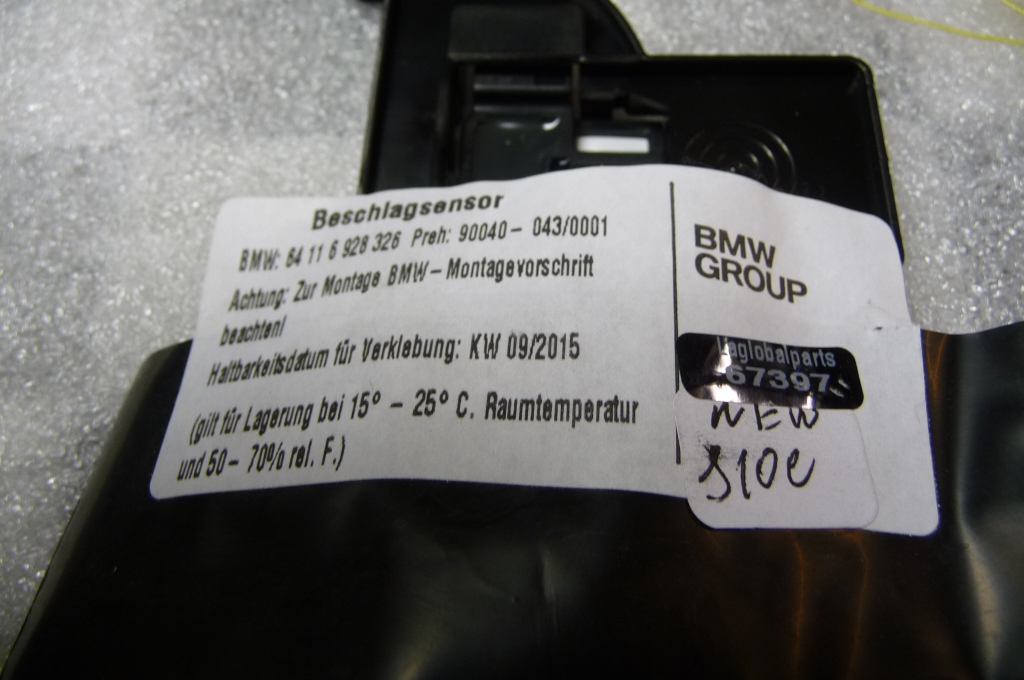 Beschlagsensor
BMW: 64 11 6 928 326 Preh: 90040- 043/0001
Achtung: Zur Montage BMW-Montagevorschrift
beachten!
Haltbarkeitsdatum für Verklebung: KW 09/2015
(gilt für Lagerung bei 15° - 25° C. Raumtemperatur
und 50- 70% rel. F.)
BMW
GROUP
aglobalparts
67397
NEW
S10C